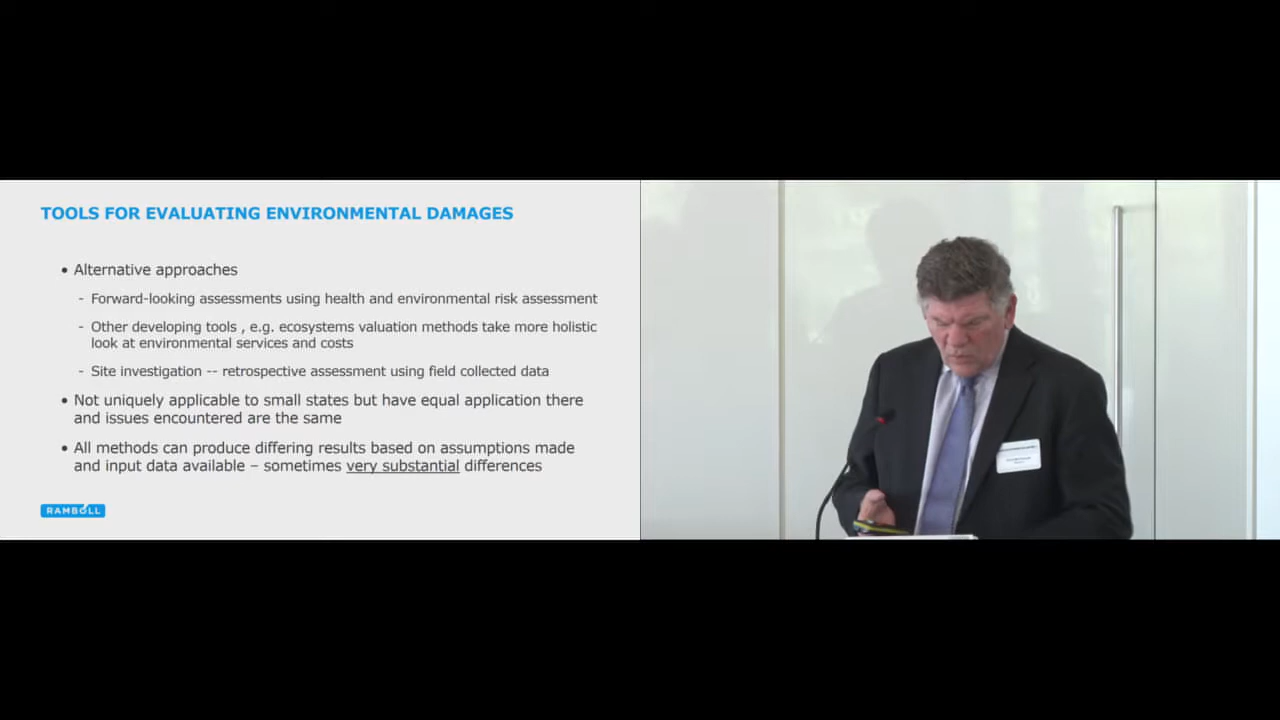 TOOLS FOR EVALUATING ENVIRONMENTAL DAMAGES
• Alternative approaches
- Forward-looking assessments using health and environmental risk assessment
- Other developing tools , e.g. ecosystems valuation methods take more holistic
look at environmental services and costs
- Site investigation -- retrospective assessment using field collected data
• Not uniquely applicable to small states but have equal application there
and issues encountered are the same
• All methods can produce differing results based on assumptions made
and input data available – sometimes very substantial differences
RAMBOLL